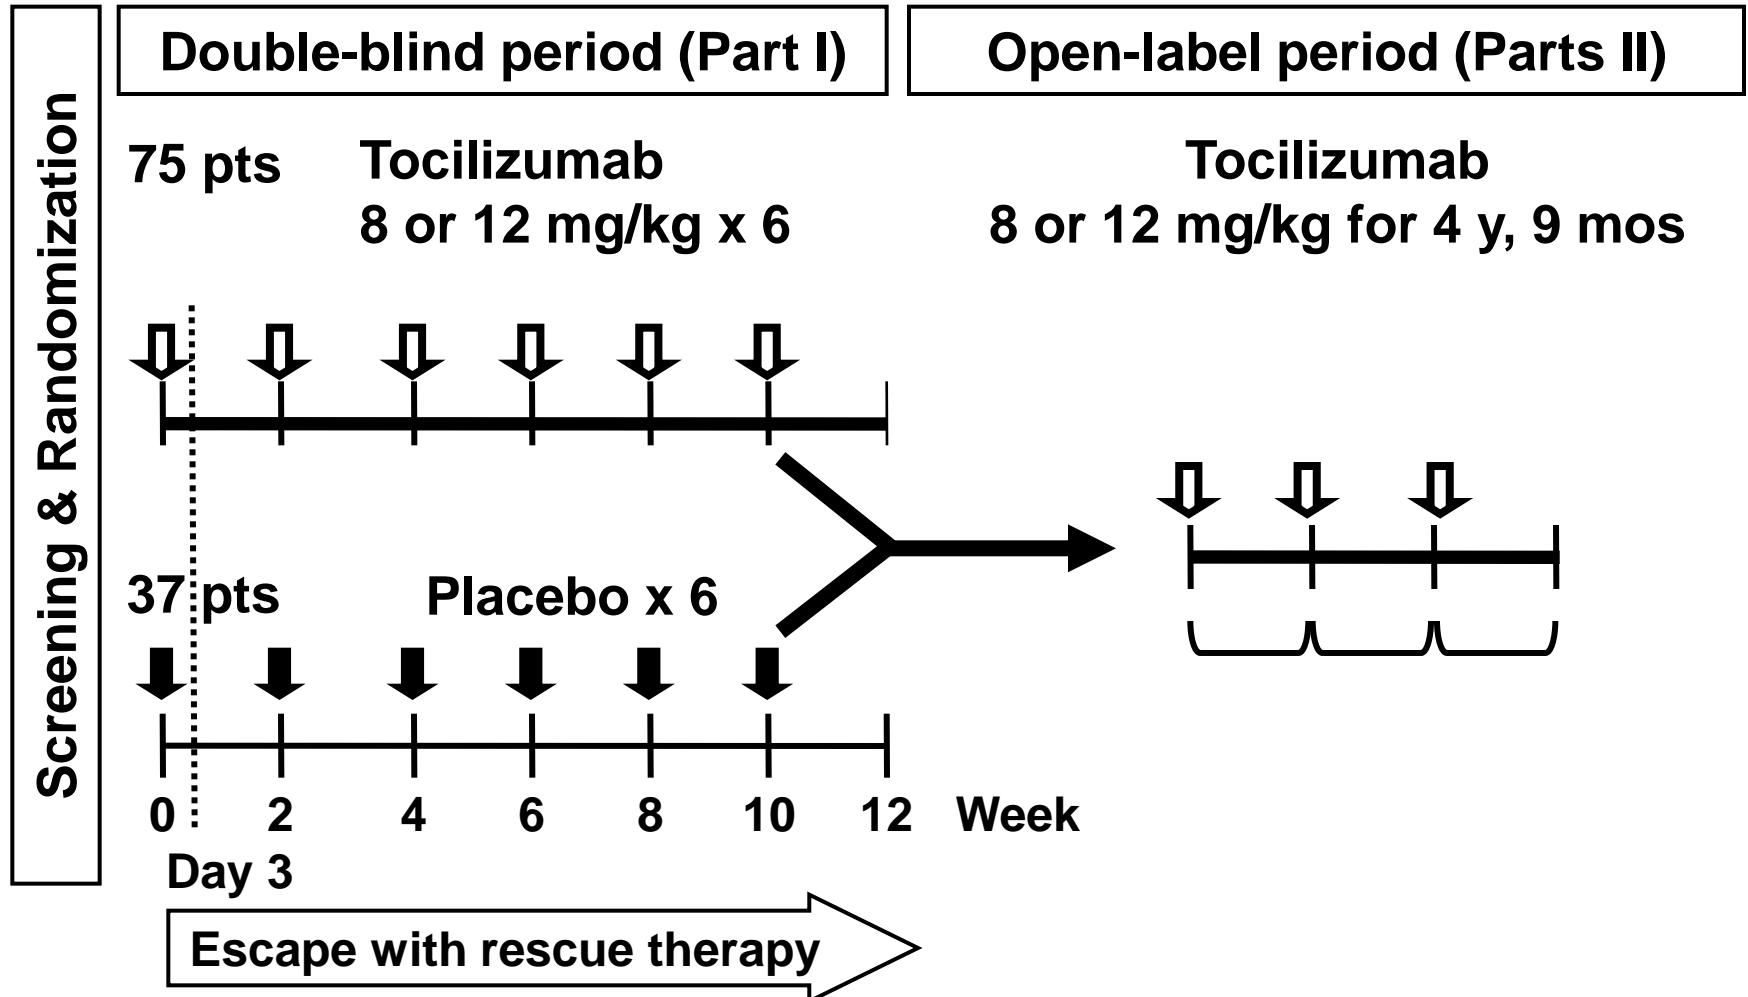 Screening & Randomization
Double-blind period (Part I)
Open-label period (Parts II)
75 pts
Tocilizumab
8 or 12 mg/kg x 6
Tocilizumab
8 or 12 mg/kg for 4 y, 9 mos
37 pts
Placebo x 6
0 2 4 6 8 10 12 Week
Day 3
Escape with rescue therapy